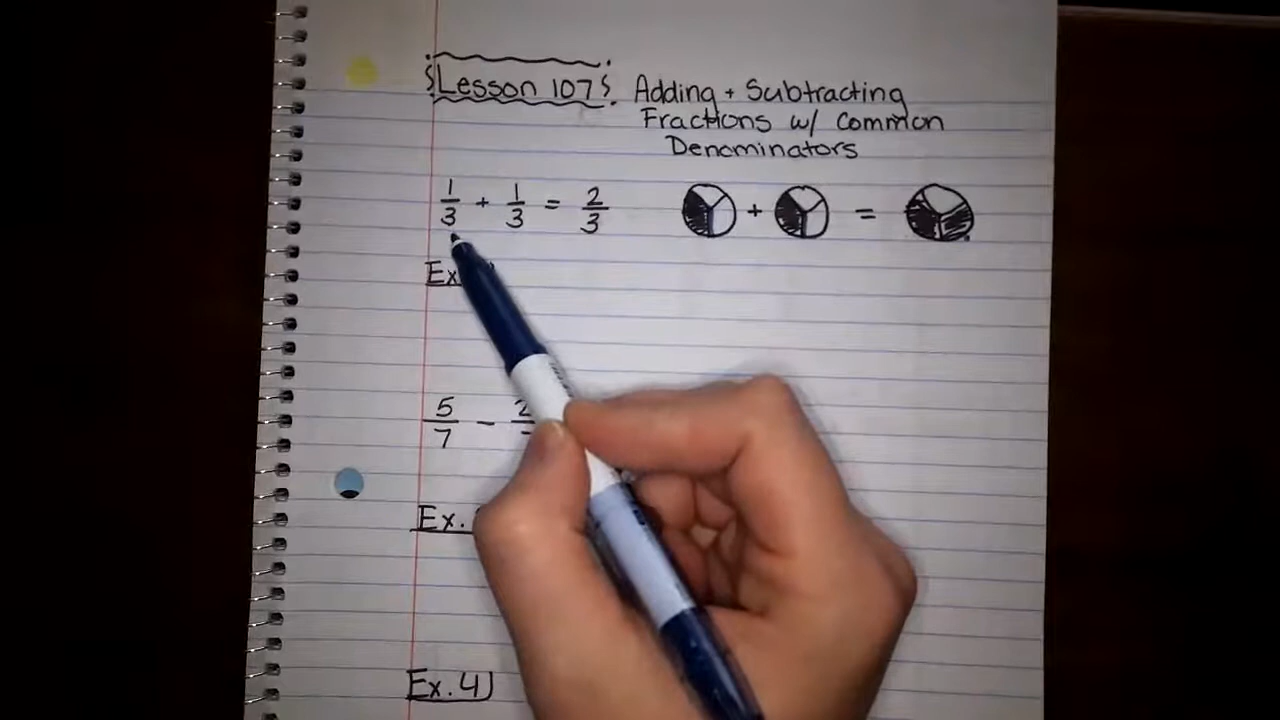 Lesson 107 Adding + Subtracting
Fractions w/ Common
Denominators
1/3 + 1/3 = 2/3 + =
Ex
5/7 - 2
Ex.
Ex. 4)